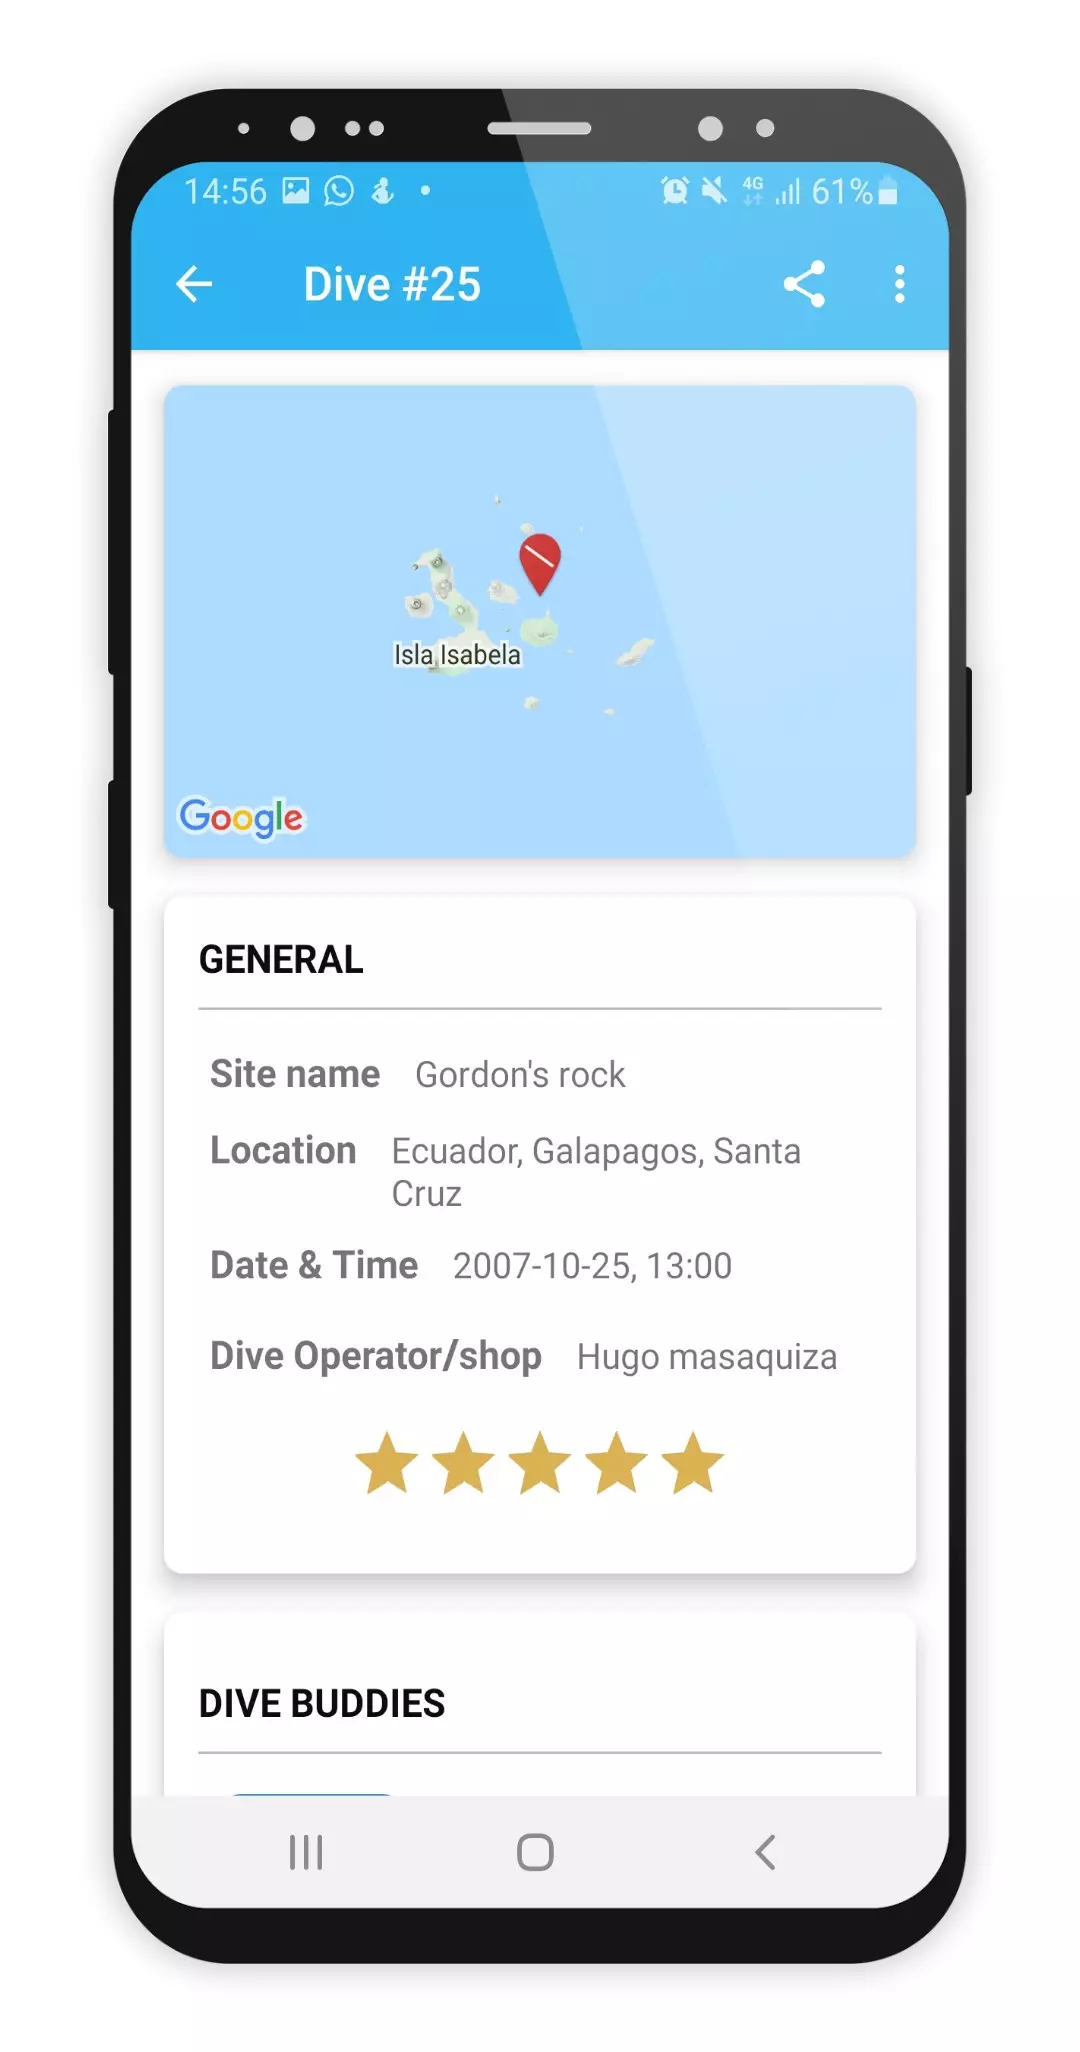 14:56 4G 61%
Dive #25
Isla Isabela
Google
GENERAL
Site name Gordon's rock
Location Ecuador, Galapagos, Santa
Cruz
Date & Time 2007-10-25, 13:00
Dive Operator/shop Hugo masaquiza
DIVE BUDDIES